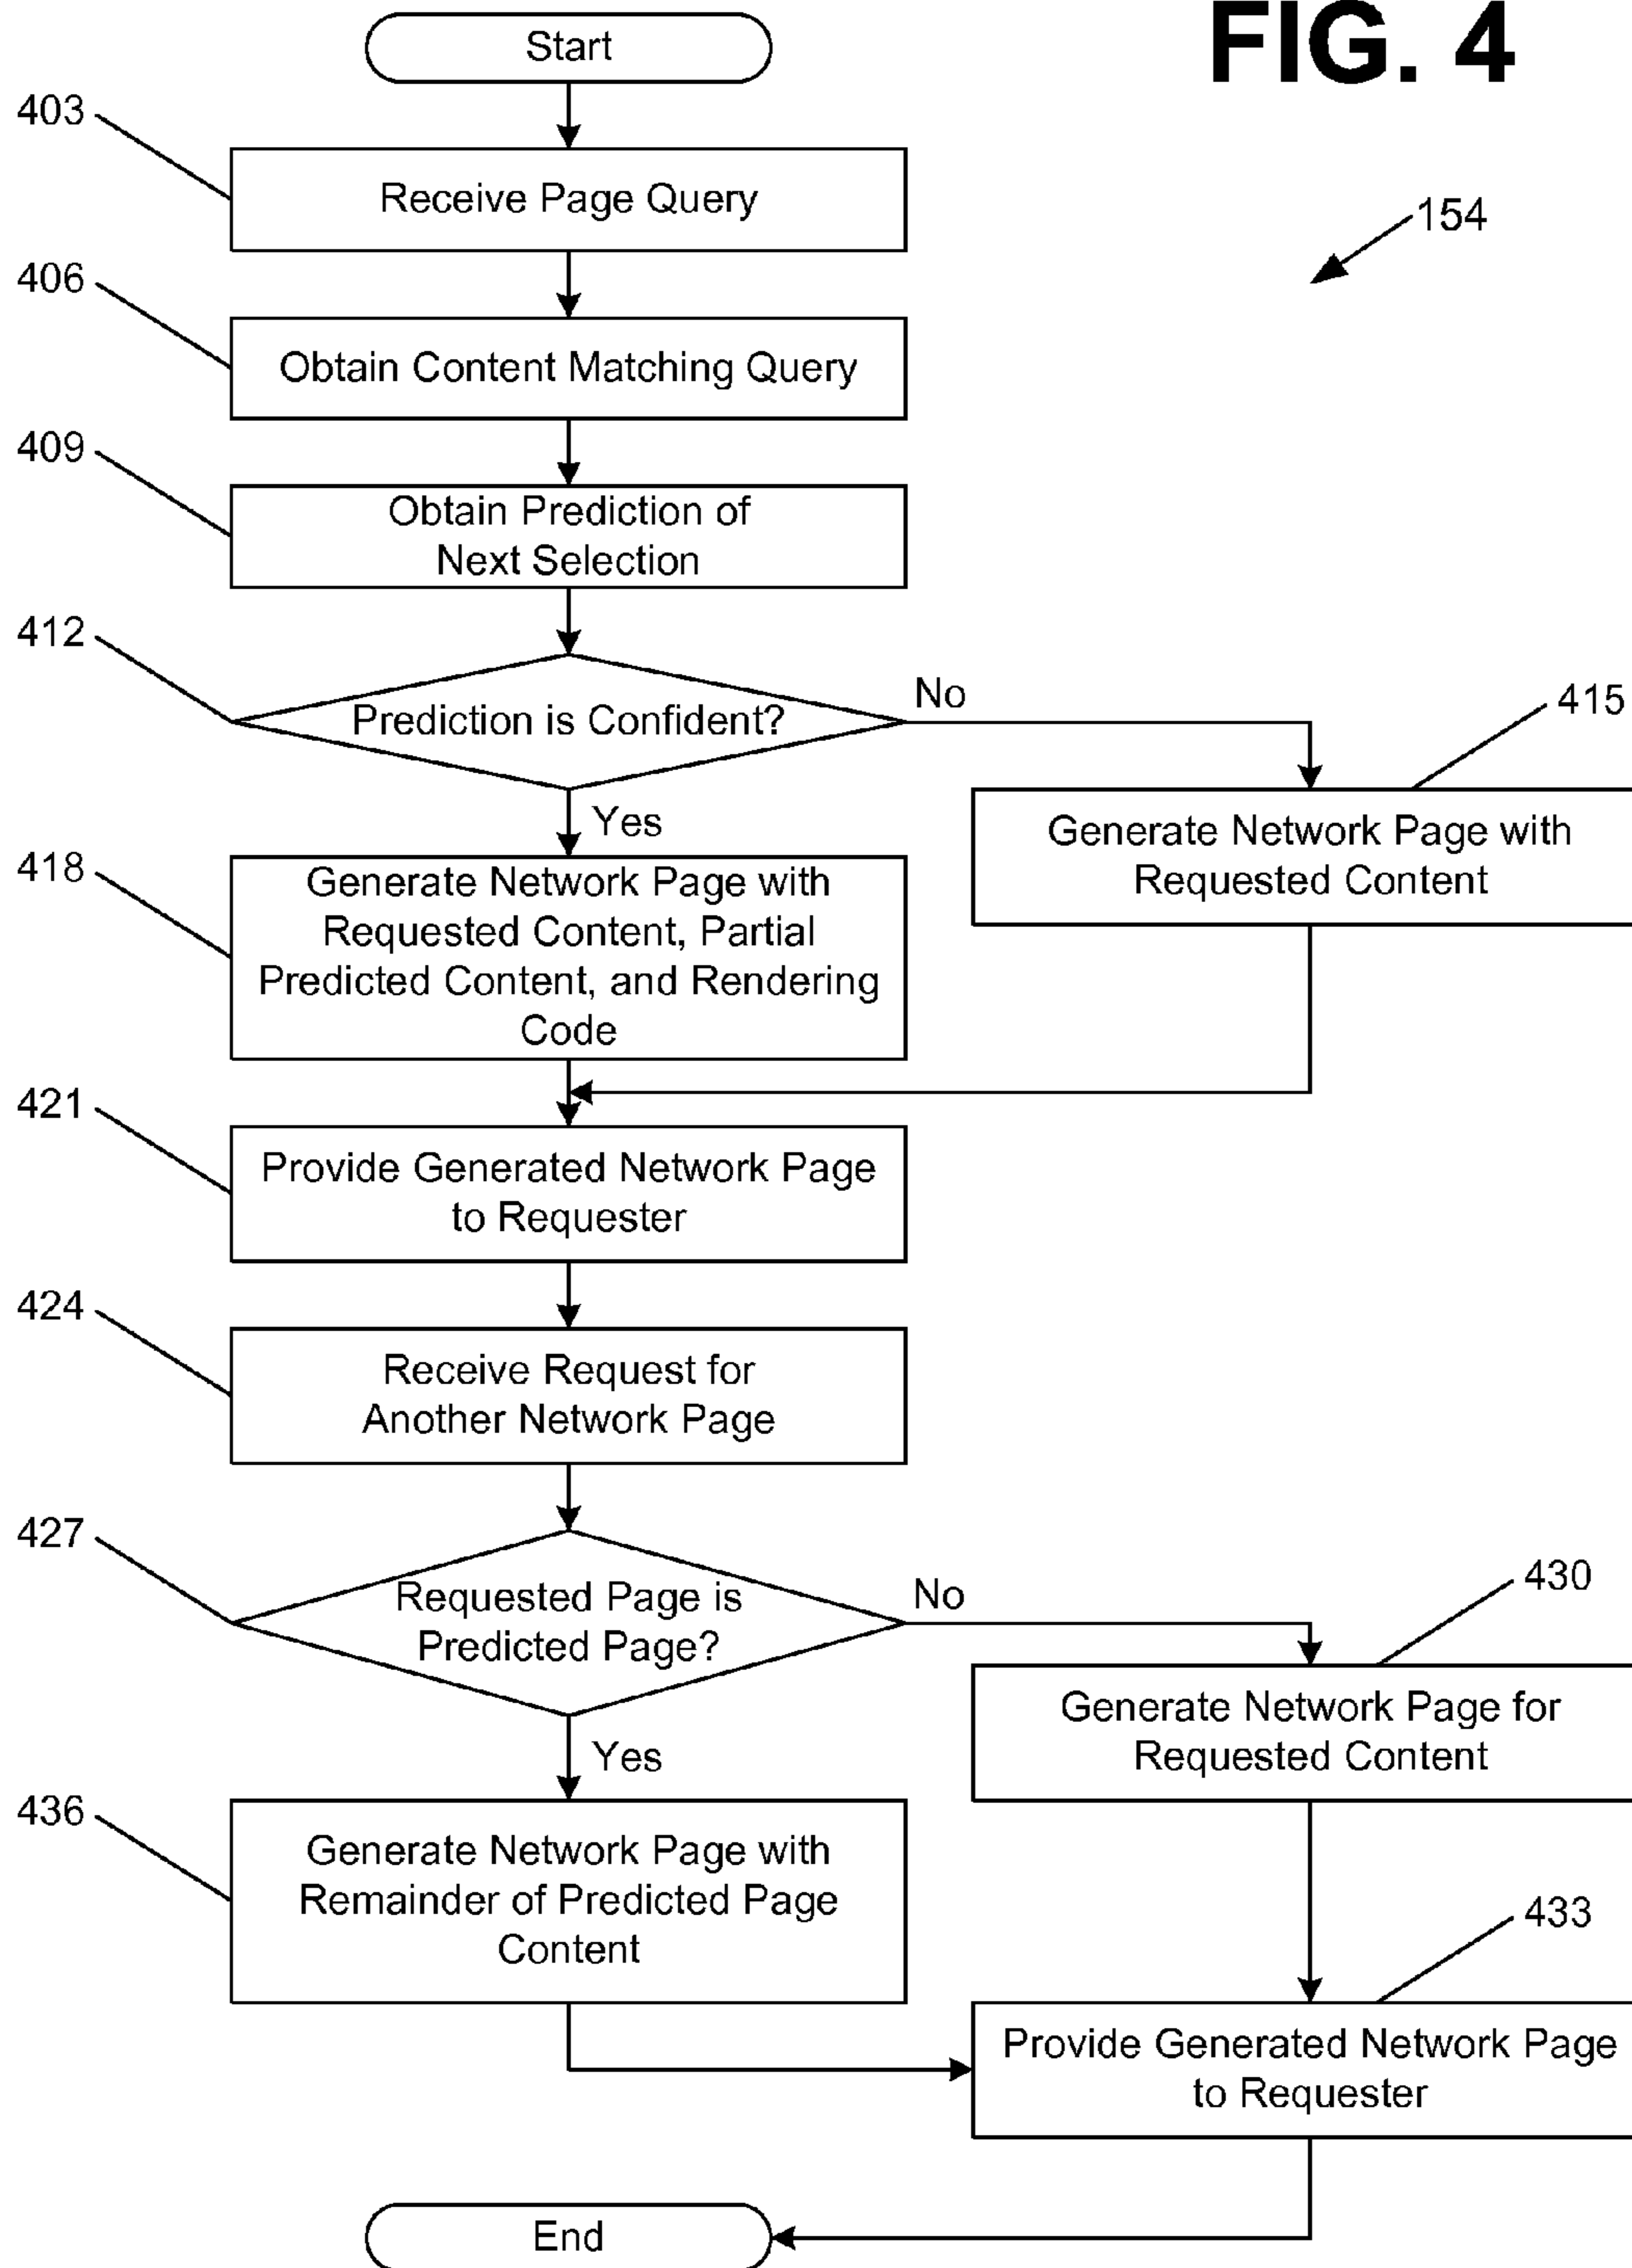 FIG. 4
Start
403
Receive Page Query
154
406
Obtain Content Matching Query
409
Obtain Prediction of
Next Selection
412
Prediction is Confident?
No
415
Yes
Generate Network Page with
Requested Content
418
Generate Network Page with
Requested Content, Partial
Predicted Content, and Rendering
Code
421
Provide Generated Network Page
to Requester
424
Receive Request for
Another Network Page
427
Requested Page is
Predicted Page?
No
430
Generate Network Page for
Requested Content
Yes
436
Generate Network Page with
Remainder of Predicted Page
Content
433
Provide Generated Network Page
to Requester
End